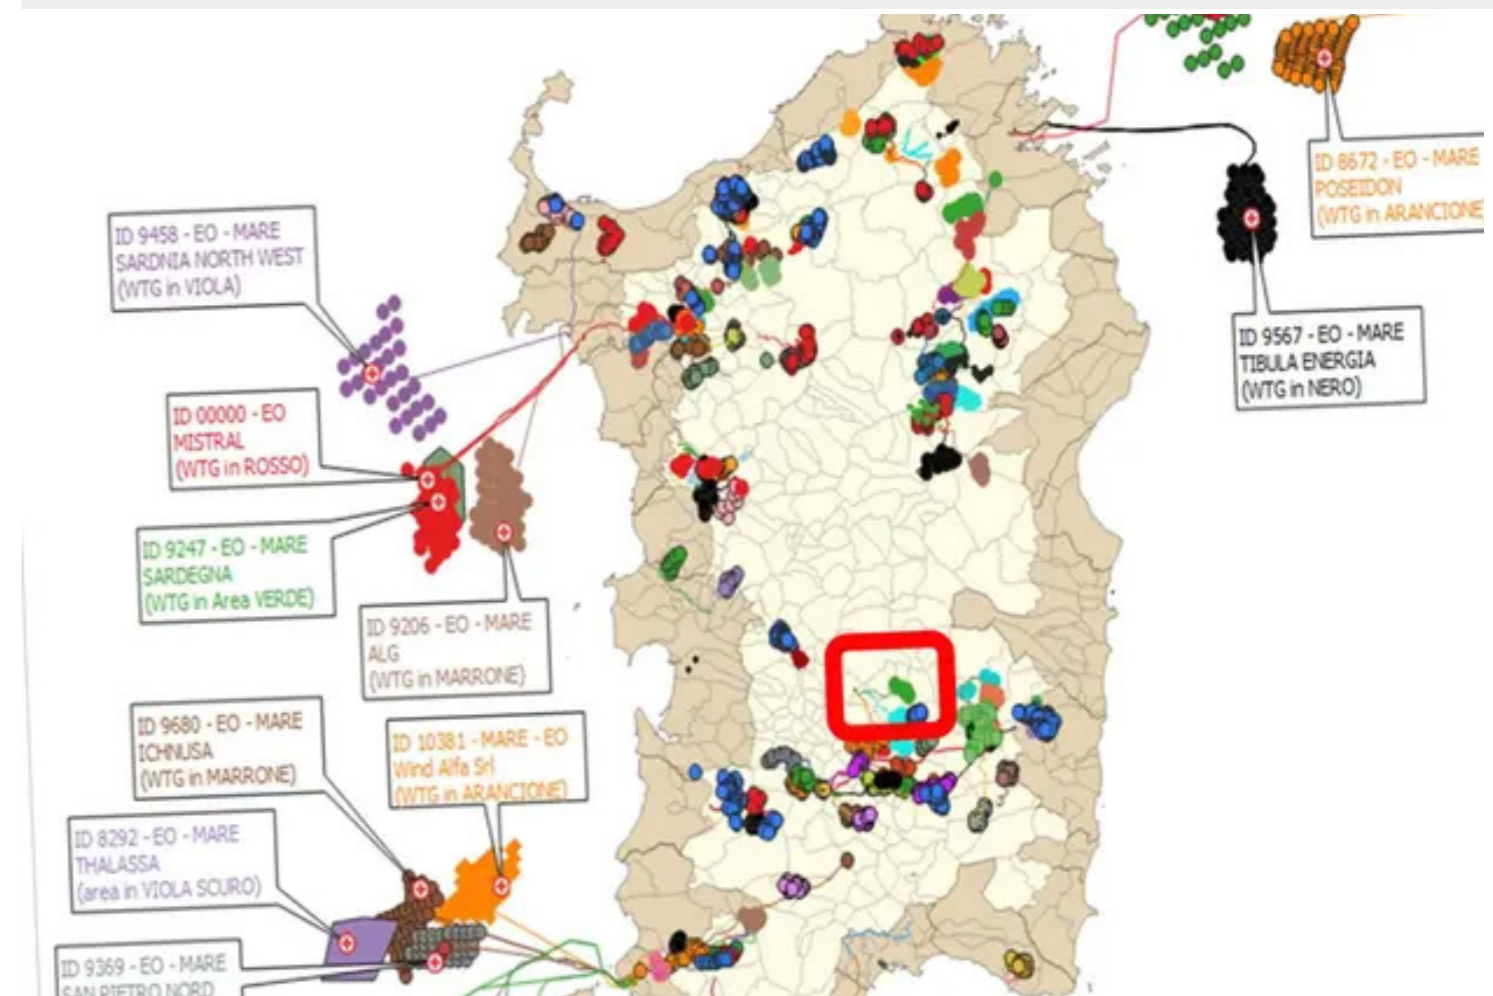 ID 8672 - EO - MARE
POSEIDON
(WTG in ARANCIONE
ID 9458 - EO - MARE
SARDNIA NORTH WEST
(WTG in VIOLA)
ID 9567 - EO - MARE
TIBULA ENERGIA
(WTG in NERO)
ID 00000 - EO
MISTRAL
(WTG in ROSSO)
ID 9247 - EO - MARE
SARDEGNA
(WTG in Area VERDE)
ID 9206 - EO - MARE
ALG
(WTG in MARRONE)
ID 9680 - EO - MARE
ICHNUSA
(WTG in MARRONE)
ID 10381 - MARE - EO
Wind Alfa Srl
(WTG in ARANCIONE)
ID 8292 - EO - MARE
THALASSA
(area in VIOLA SCURO)
ID 9369 - EO - MARE
SAN PIETRO NORD